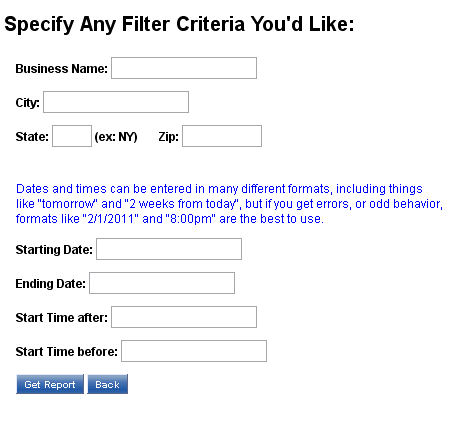 Specify Any Filter Criteria You'd Like:
Business Name:
City:
State: (ex: NY) Zip:
Dates and times can be entered in many different formats, including things
like "tomorrow" and "2 weeks from today", but if you get errors, or odd behavior,
formats like "2/1/2011" and "8:00pm" are the best to use.
Starting Date:
Ending Date:
Start Time after:
Start Time before:
Get Report Back